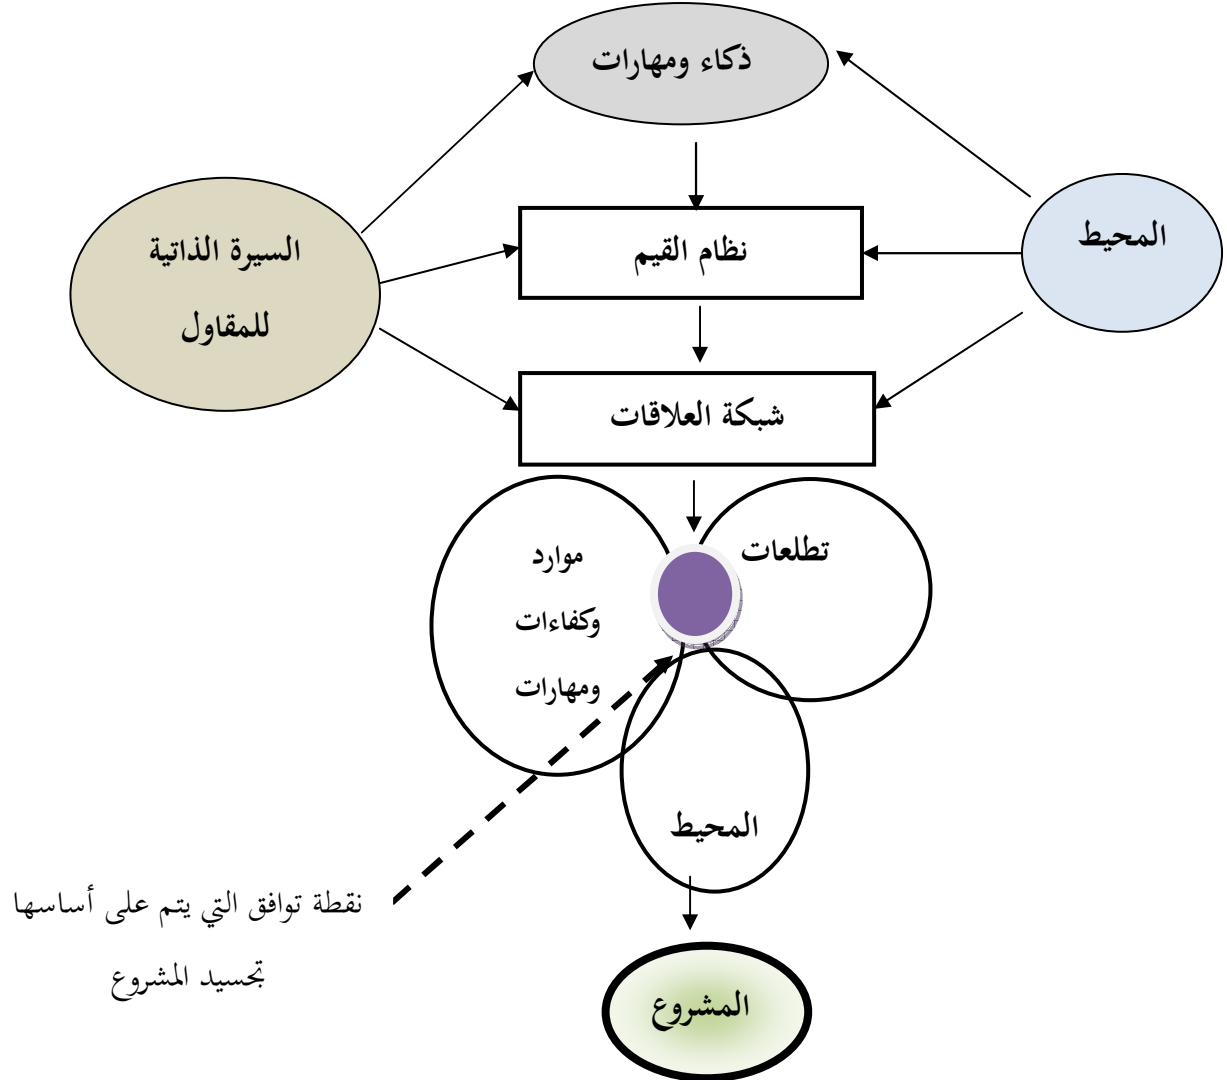 ذكاء ومهارات
المحيط
نظام القيم
السيرة الذاتية
للمقاول
شبكة العلاقات
تطلعات
موارد
وكفاءات
ومهارات
المحيط
نقطة توافق التي يتم على أساسها
تجسيد المشروع
المشروع